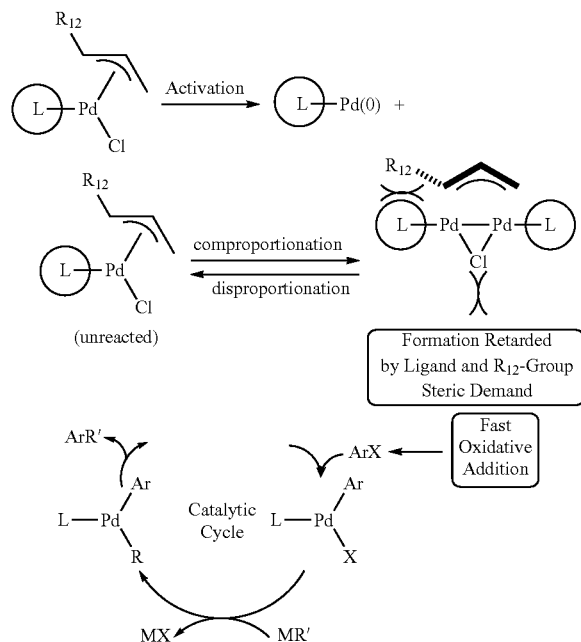 R12
Activation
L Pd
L Pd(0) +
Cl
R12
R12
L Pd Pd L
comproportionation
L Pd
Cl
disproportionation
Cl
(unreacted)
Formation Retarded
by Ligand and R12-Group
Steric Demand
ArR′
Fast
Oxidative
Addition
ArX
Ar
Ar
Catalytic
Cycle
L Pd
L Pd
R
X
MX
MR′